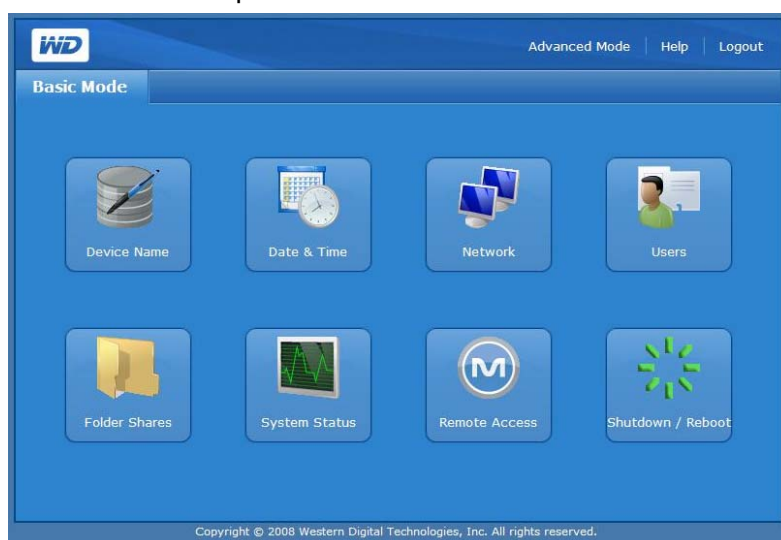 WD
Advanced Mode Help Logout
Basic Mode
Device Name Date & Time Network Users
Folder Shares System Status Remote Access Shutdown / Reboot
Copyright © 2008 Western Digital Technologies, Inc. All rights reserved.